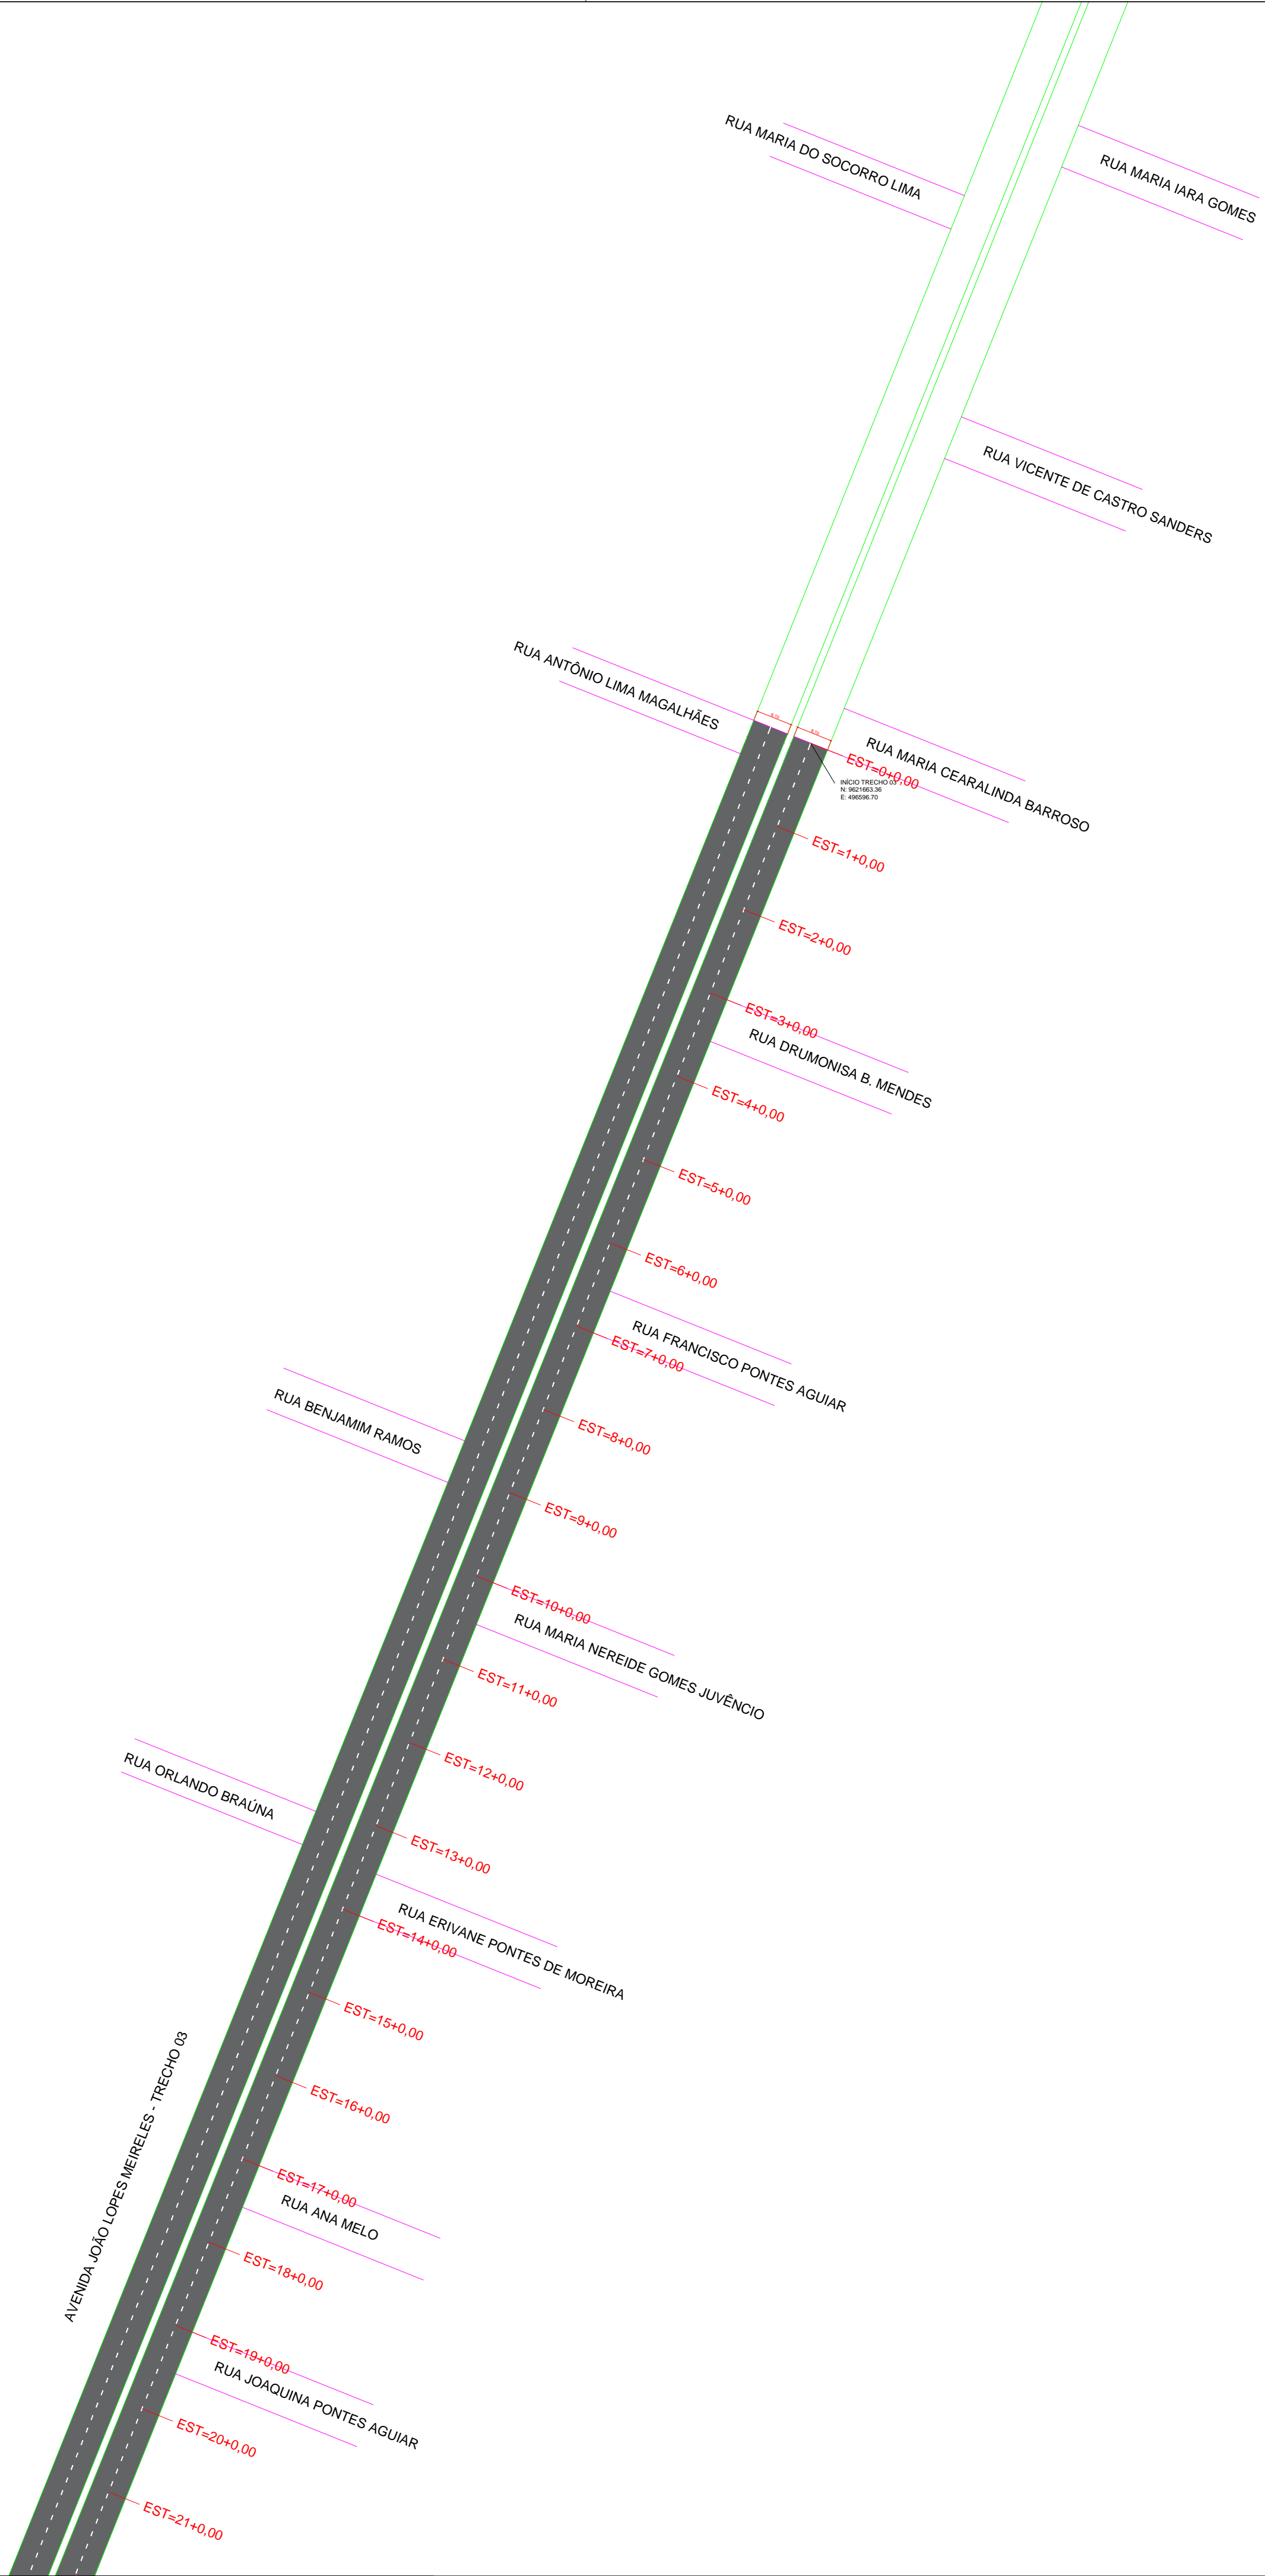 RUA MARIA DO SOCORRO LIMA
RUA MARIA IARA GOMES
RUA VICENTE DE CASTRO SANDERS
RUA ANTÔNIO LIMA MAGALHÃES
RUA MARIA CEARALINDA BARROSO
EST=0+0,00
INÍCIO TRECHO 03
N: 9621663.36
E: 496596.70
EST=1+0,00
EST=2+0,00
EST=3+0,00
RUA DRUMONISA B. MENDES
EST=4+0,00
EST=5+0,00
EST=6+0,00
RUA FRANCISCO PONTES AGUIAR
EST=7+0,00
RUA BENJAMIM RAMOS
EST=8+0,00
EST=9+0,00
EST=10+0,00
RUA MARIA NEREIDE GOMES JUVÊNCIO
EST=11+0,00
EST=12+0,00
RUA ORLANDO BRAÚNA
EST=13+0,00
RUA ERIVANE PONTES DE MOREIRA
EST=14+0,00
EST=15+0,00
AVENIDA JOÃO LOPES MEIRELES - TRECHO 03
EST=16+0,00
EST=17+0,00
RUA ANA MELO
EST=18+0,00
EST=19+0,00
RUA JOAQUINA PONTES AGUIAR
EST=20+0,00
EST=21+0,00